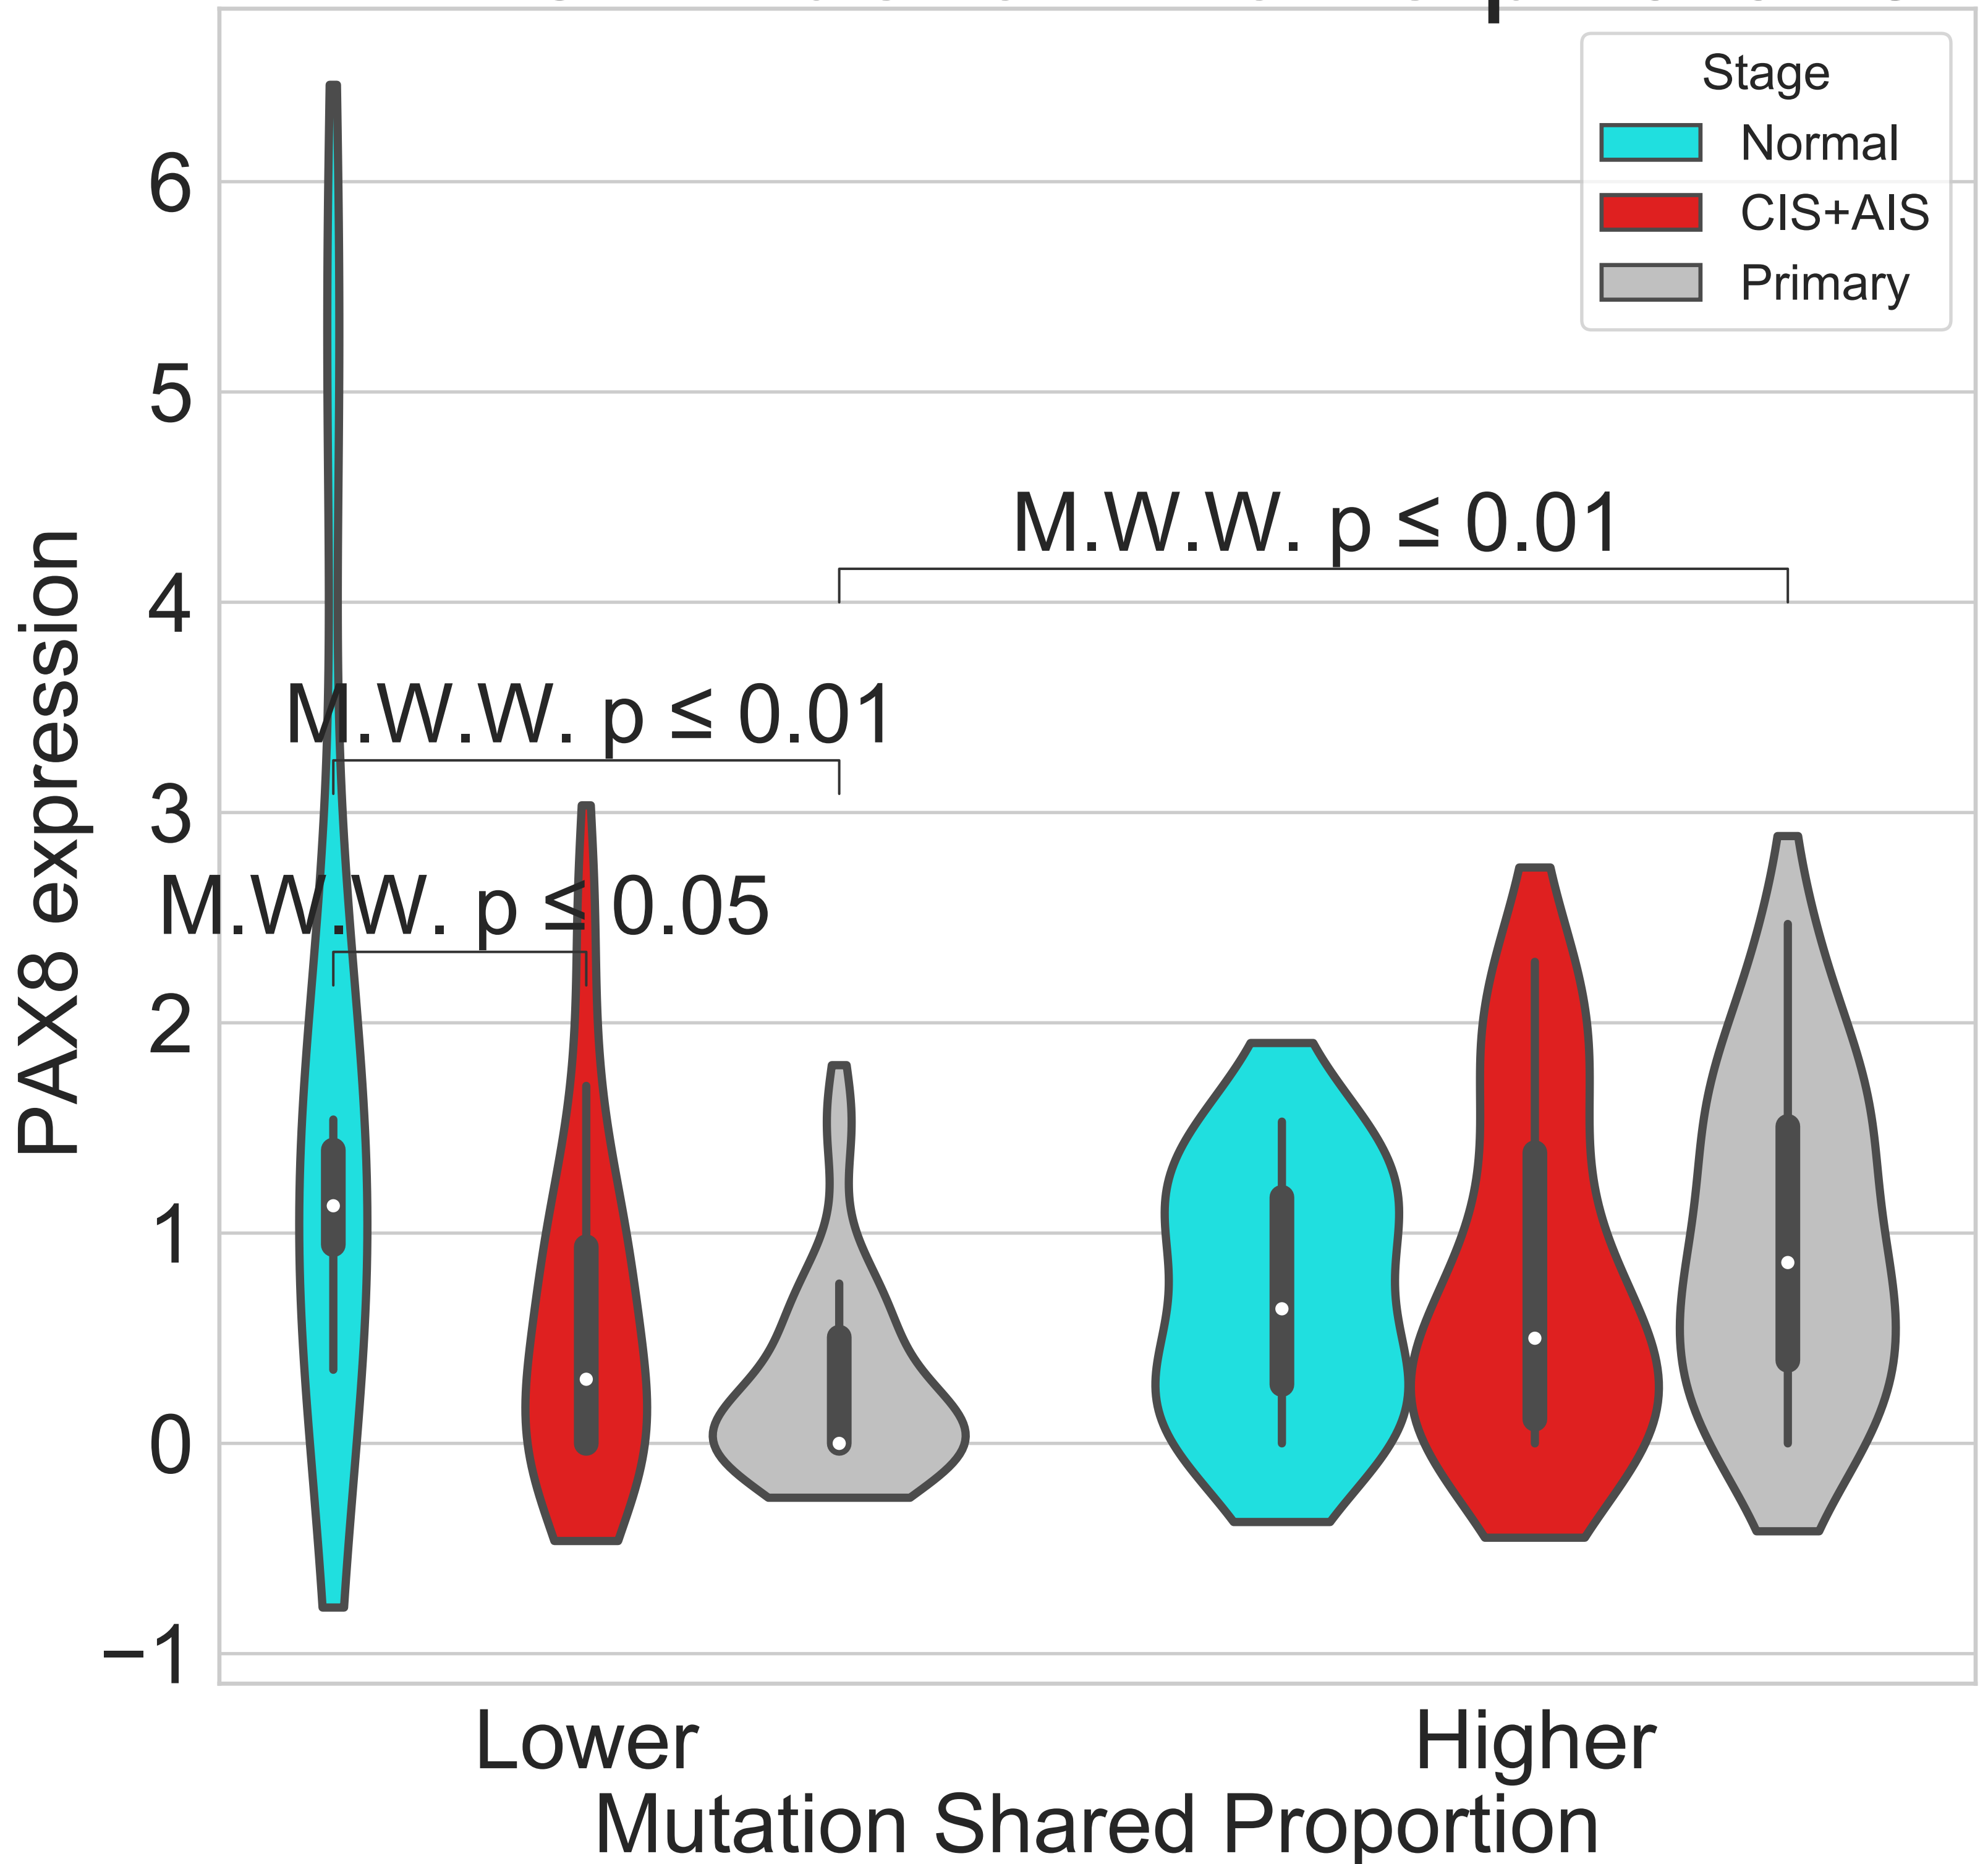 Stage
Normal
CIS+AIS
Primary
6
5
4
3
2
1
0
−1
PAX8 expression
M.W.W. p ≤ 0.01
M.W.W. p ≤ 0.01
M.W.W. p ≤ 0.05
Lower
Higher
Mutation Shared Proportion